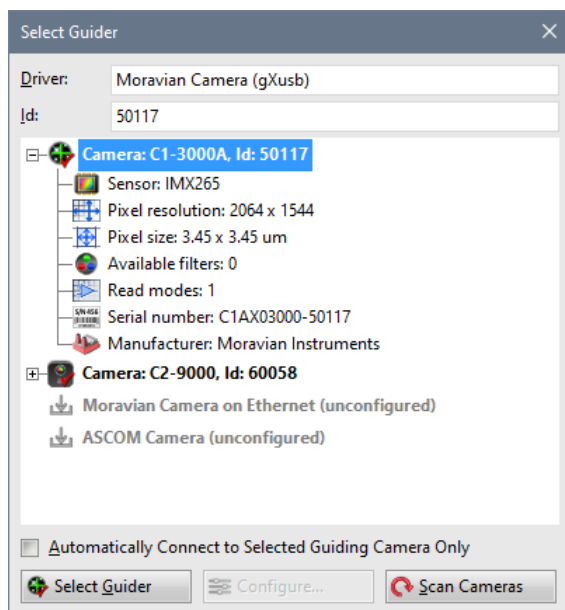 Select Guider
Driver: Moravian Camera (gXusb)
Id: 50117
Camera: C1-3000A, Id: 50117
Sensor: IMX265
Pixel resolution: 2064 x 1544
Pixel size: 3.45 x 3.45 um
Available filters: 0
Read modes: 1
S/N456 Serial number: C1AX03000-50117
Manufacturer: Moravian Instruments
Camera: C2-9000, Id: 60058
Moravian Camera on Ethernet (unconfigured)
ASCOM Camera (unconfigured)
Automatically Connect to Selected Guiding Camera Only
Select Guider Configure... Scan Cameras